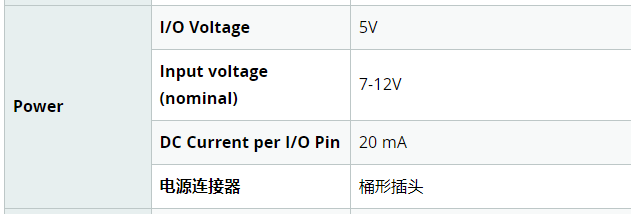 I/O Voltage 5V
Input voltage
(nominal) 7-12V
Power
DC Current per I/O Pin 20 mA
电源连接器 桶形插头